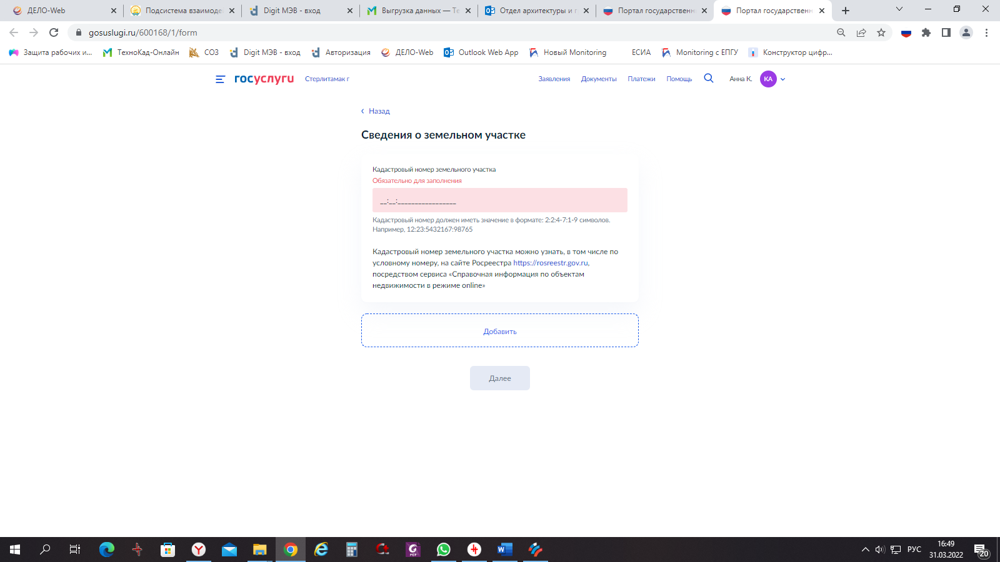 ДЕЛО-Web
Подсистема взаимоде
Digit МЭВ - вход
Выгрузка данных — Те
Отдел архитектуры и г
Портал государственн
Портал государственн
gosuslugi.ru/600168/1/form
Защита рабочих и...
ТехноКад-Онлайн
СОЗ
Digit МЭВ - вход
Авторизация
ДЕЛО-Web
Outlook Web App
Новый Monitoring
ЕСИА
Monitoring с ЕПГУ
Конструктор цифр...
госуслуги
Стерлитамак г
Заявления
Документы
Платежи
Помощь
Анна К.
КА
Назад
Сведения о земельном участке
Кадастровый номер земельного участка
Обязательно для заполнения
__:__:_________________
Кадастровый номер должен иметь значение в формате: 2:2:4-7:1-9 символов.
Например, 12:23:5432167:98765
Кадастровый номер земельного участка можно узнать, в том числе по
условному номеру, на сайте Росреестра https://rosreestr.gov.ru,
посредством сервиса «Справочная информация по объектам
недвижимости в режиме online»
Добавить
Далее
РУС
16:49
31.03.2022
20